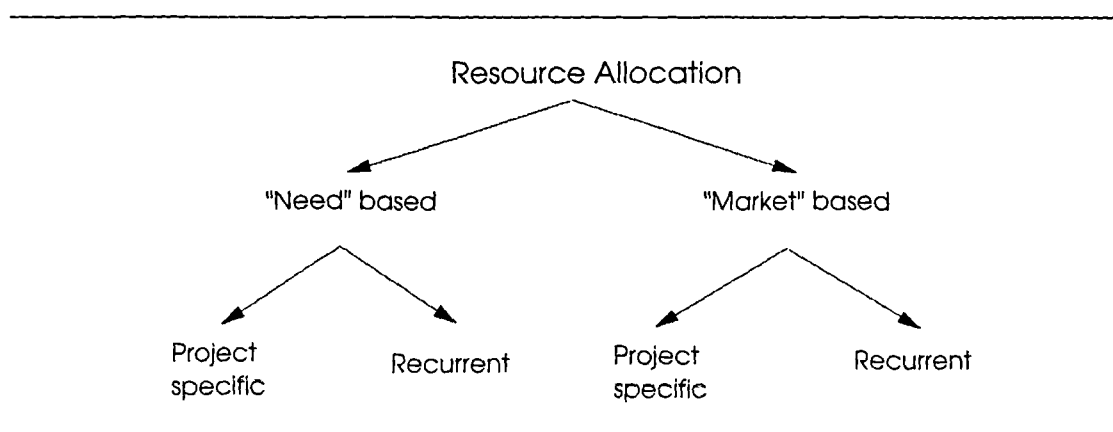 Resource Allocation
"Need" based
"Market" based
Project
specific
Recurrent
Project
specific
Recurrent